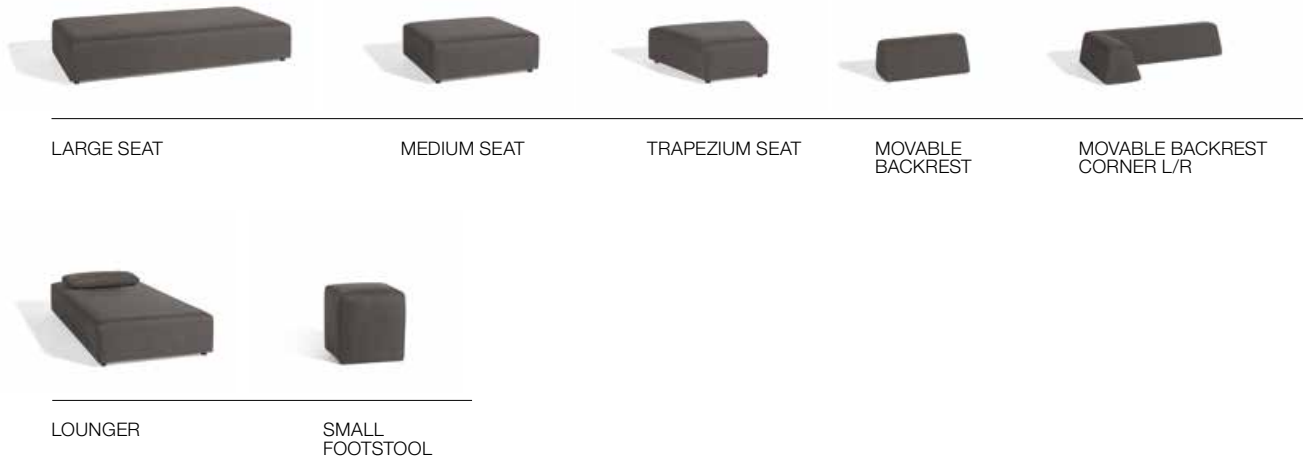 LARGE SEAT
MEDIUM SEAT
TRAPEZIUM SEAT
MOVABLE
BACKREST
MOVABLE BACKREST
CORNER L/R
LOUNGER
SMALL
FOOTSTOOL